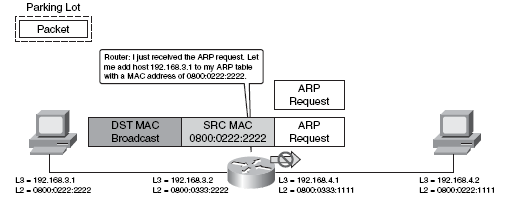 Parking Lot
Packet
Router: I just received the ARP request. Let
me add host 192.168.3.1 to my ARP table
with a MAC address of 0800:0222:2222.
ARP
Request
DST MAC
Broadcast
SRC MAC
0800:0222:2222
ARP
Request
L3 = 192.168.3.1
L2 = 0800:0222:2222
L3 = 192.168.3.2
L2 = 0800:0333:2222
L3 = 192.168.4.1
L2 = 0800:0333:1111
L3 = 192.168.4.2
L2 = 0800:0222:1111